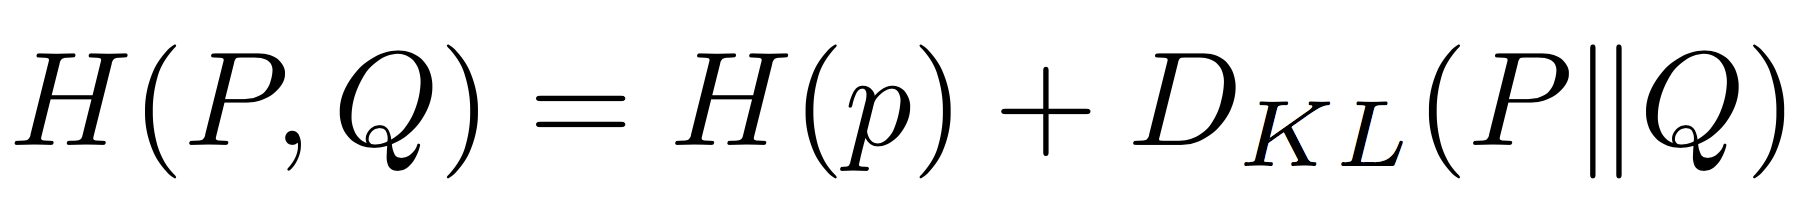 H(P, Q) = H(p) + D_{KL}(P‖Q)